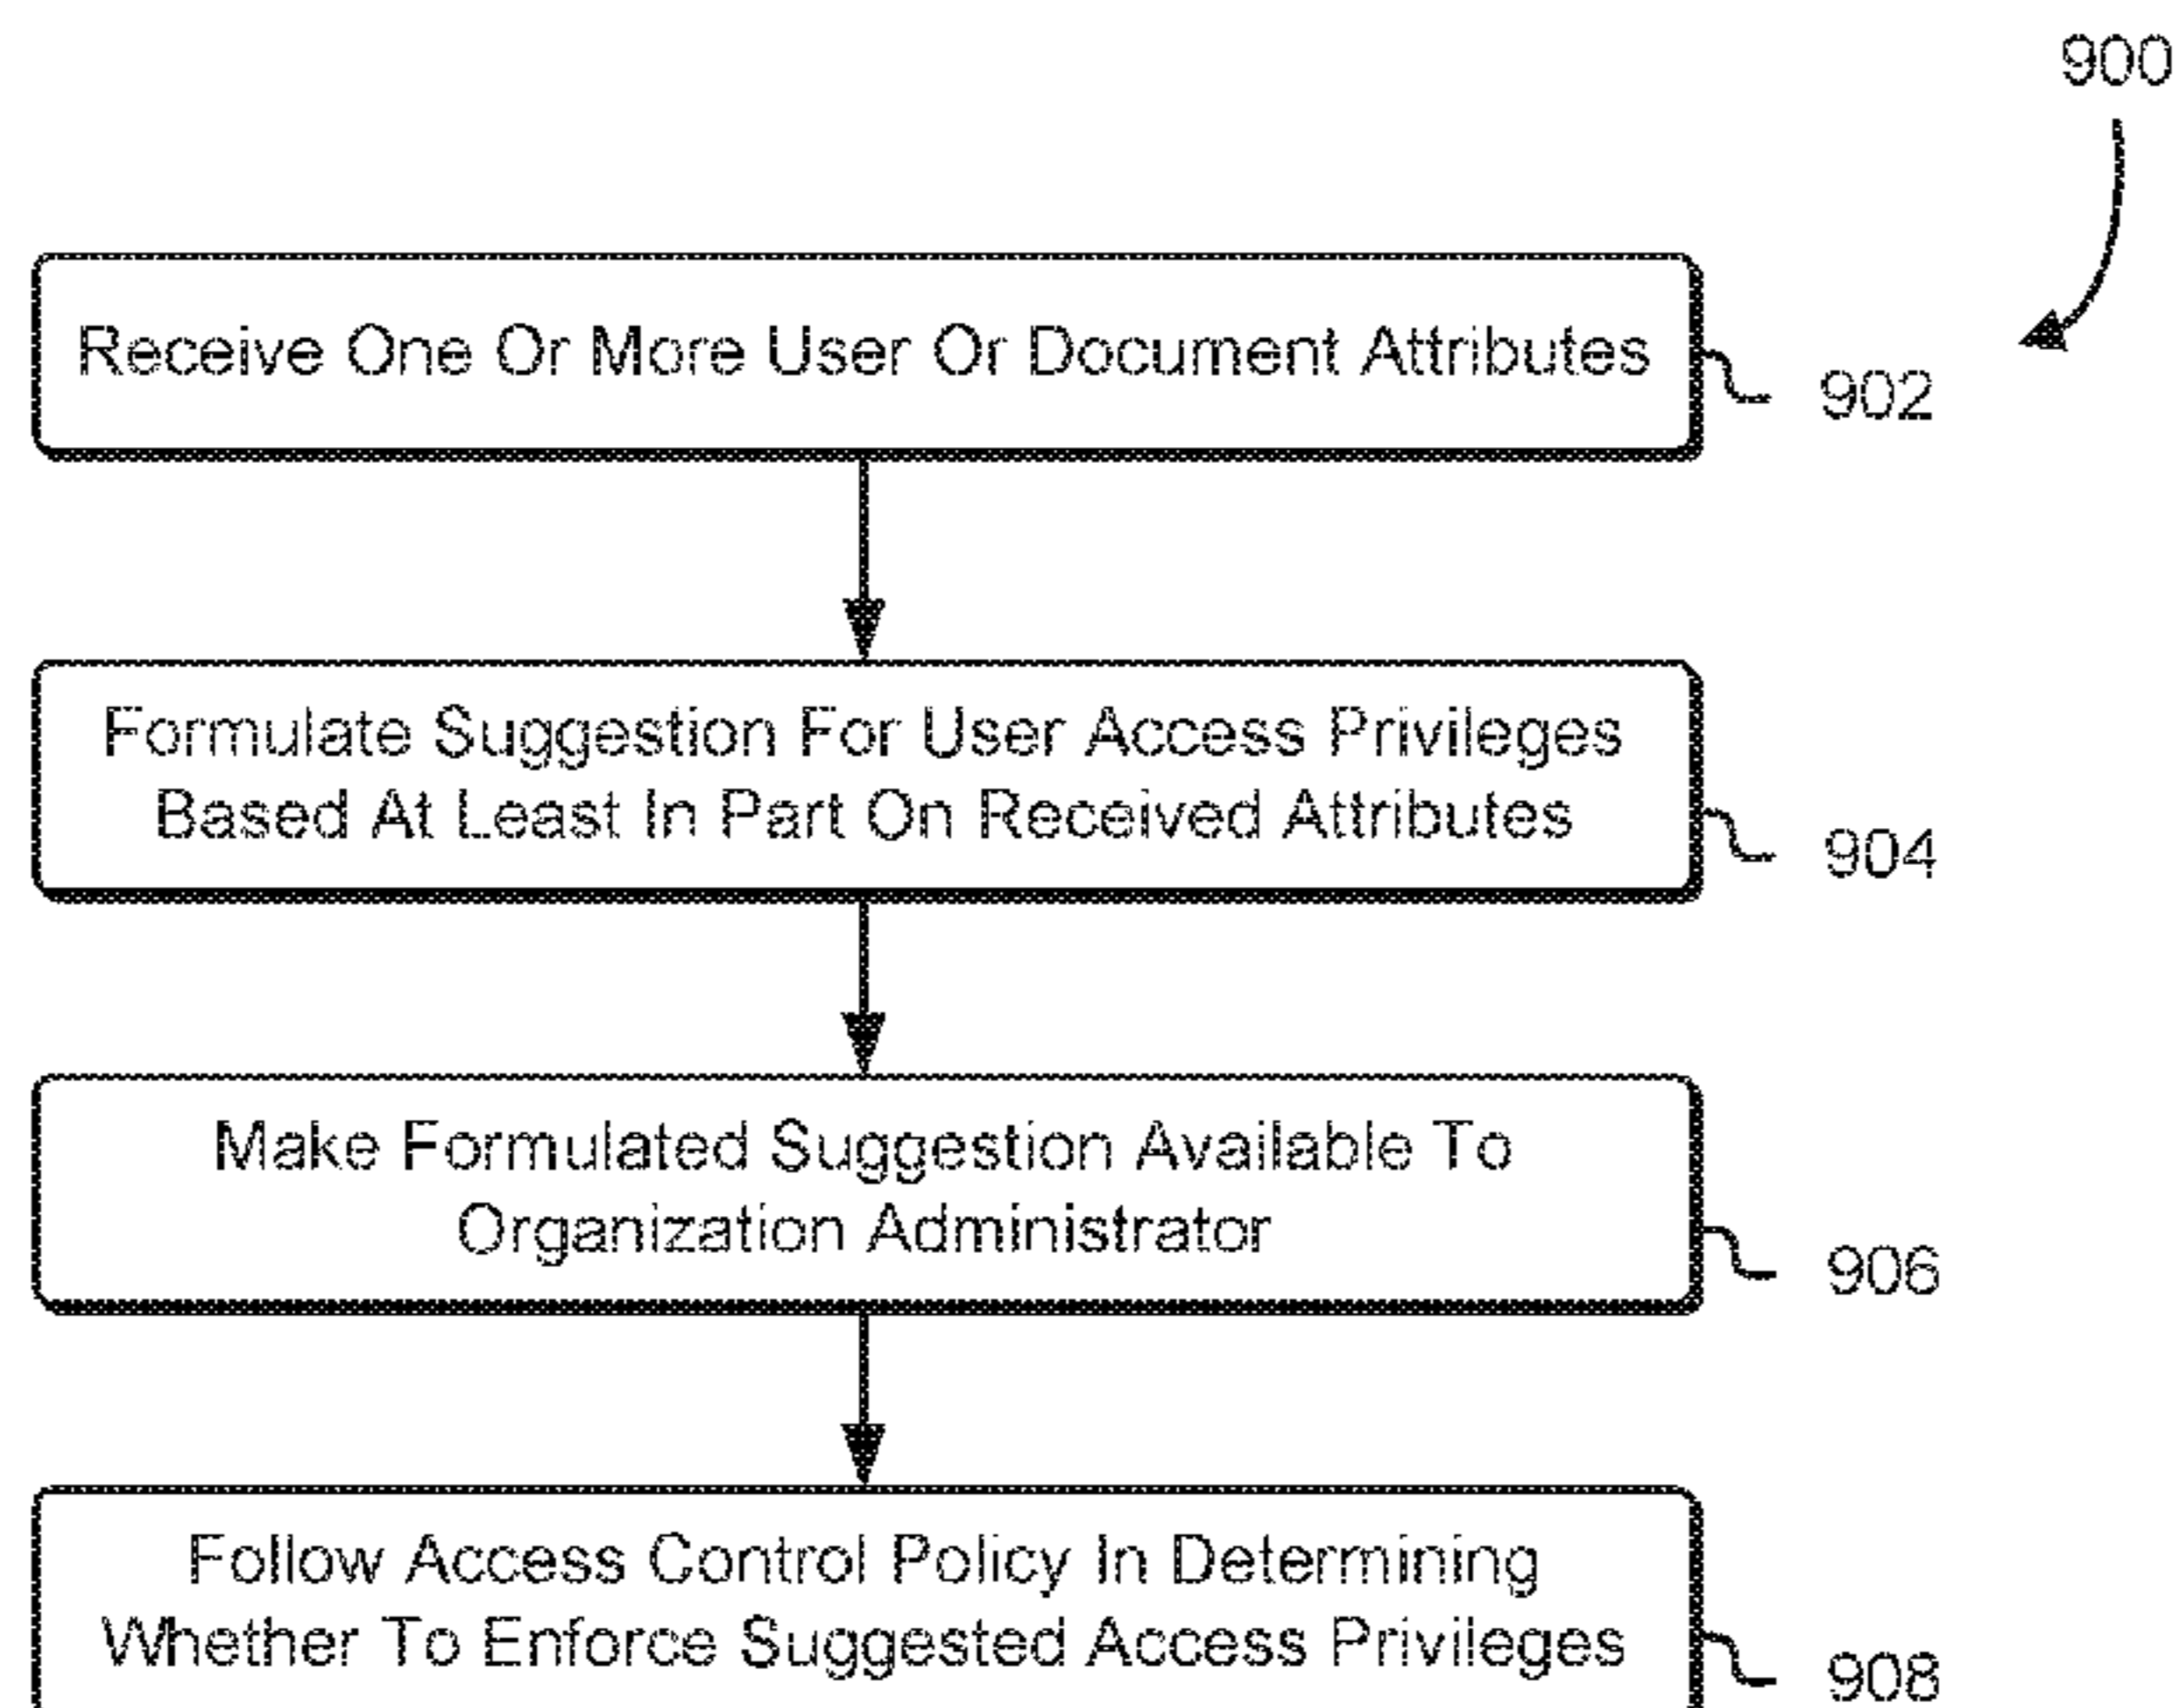 900
Receive One Or More User Or Document Attributes
902
Formulate Suggestion For User Access Privileges
Based At Least In Part On Received Attributes
904
Make Formulated Suggestion Available To
Organization Administrator
906
Follow Access Control Policy In Determining
Whether To Enforce Suggested Access Privileges
908